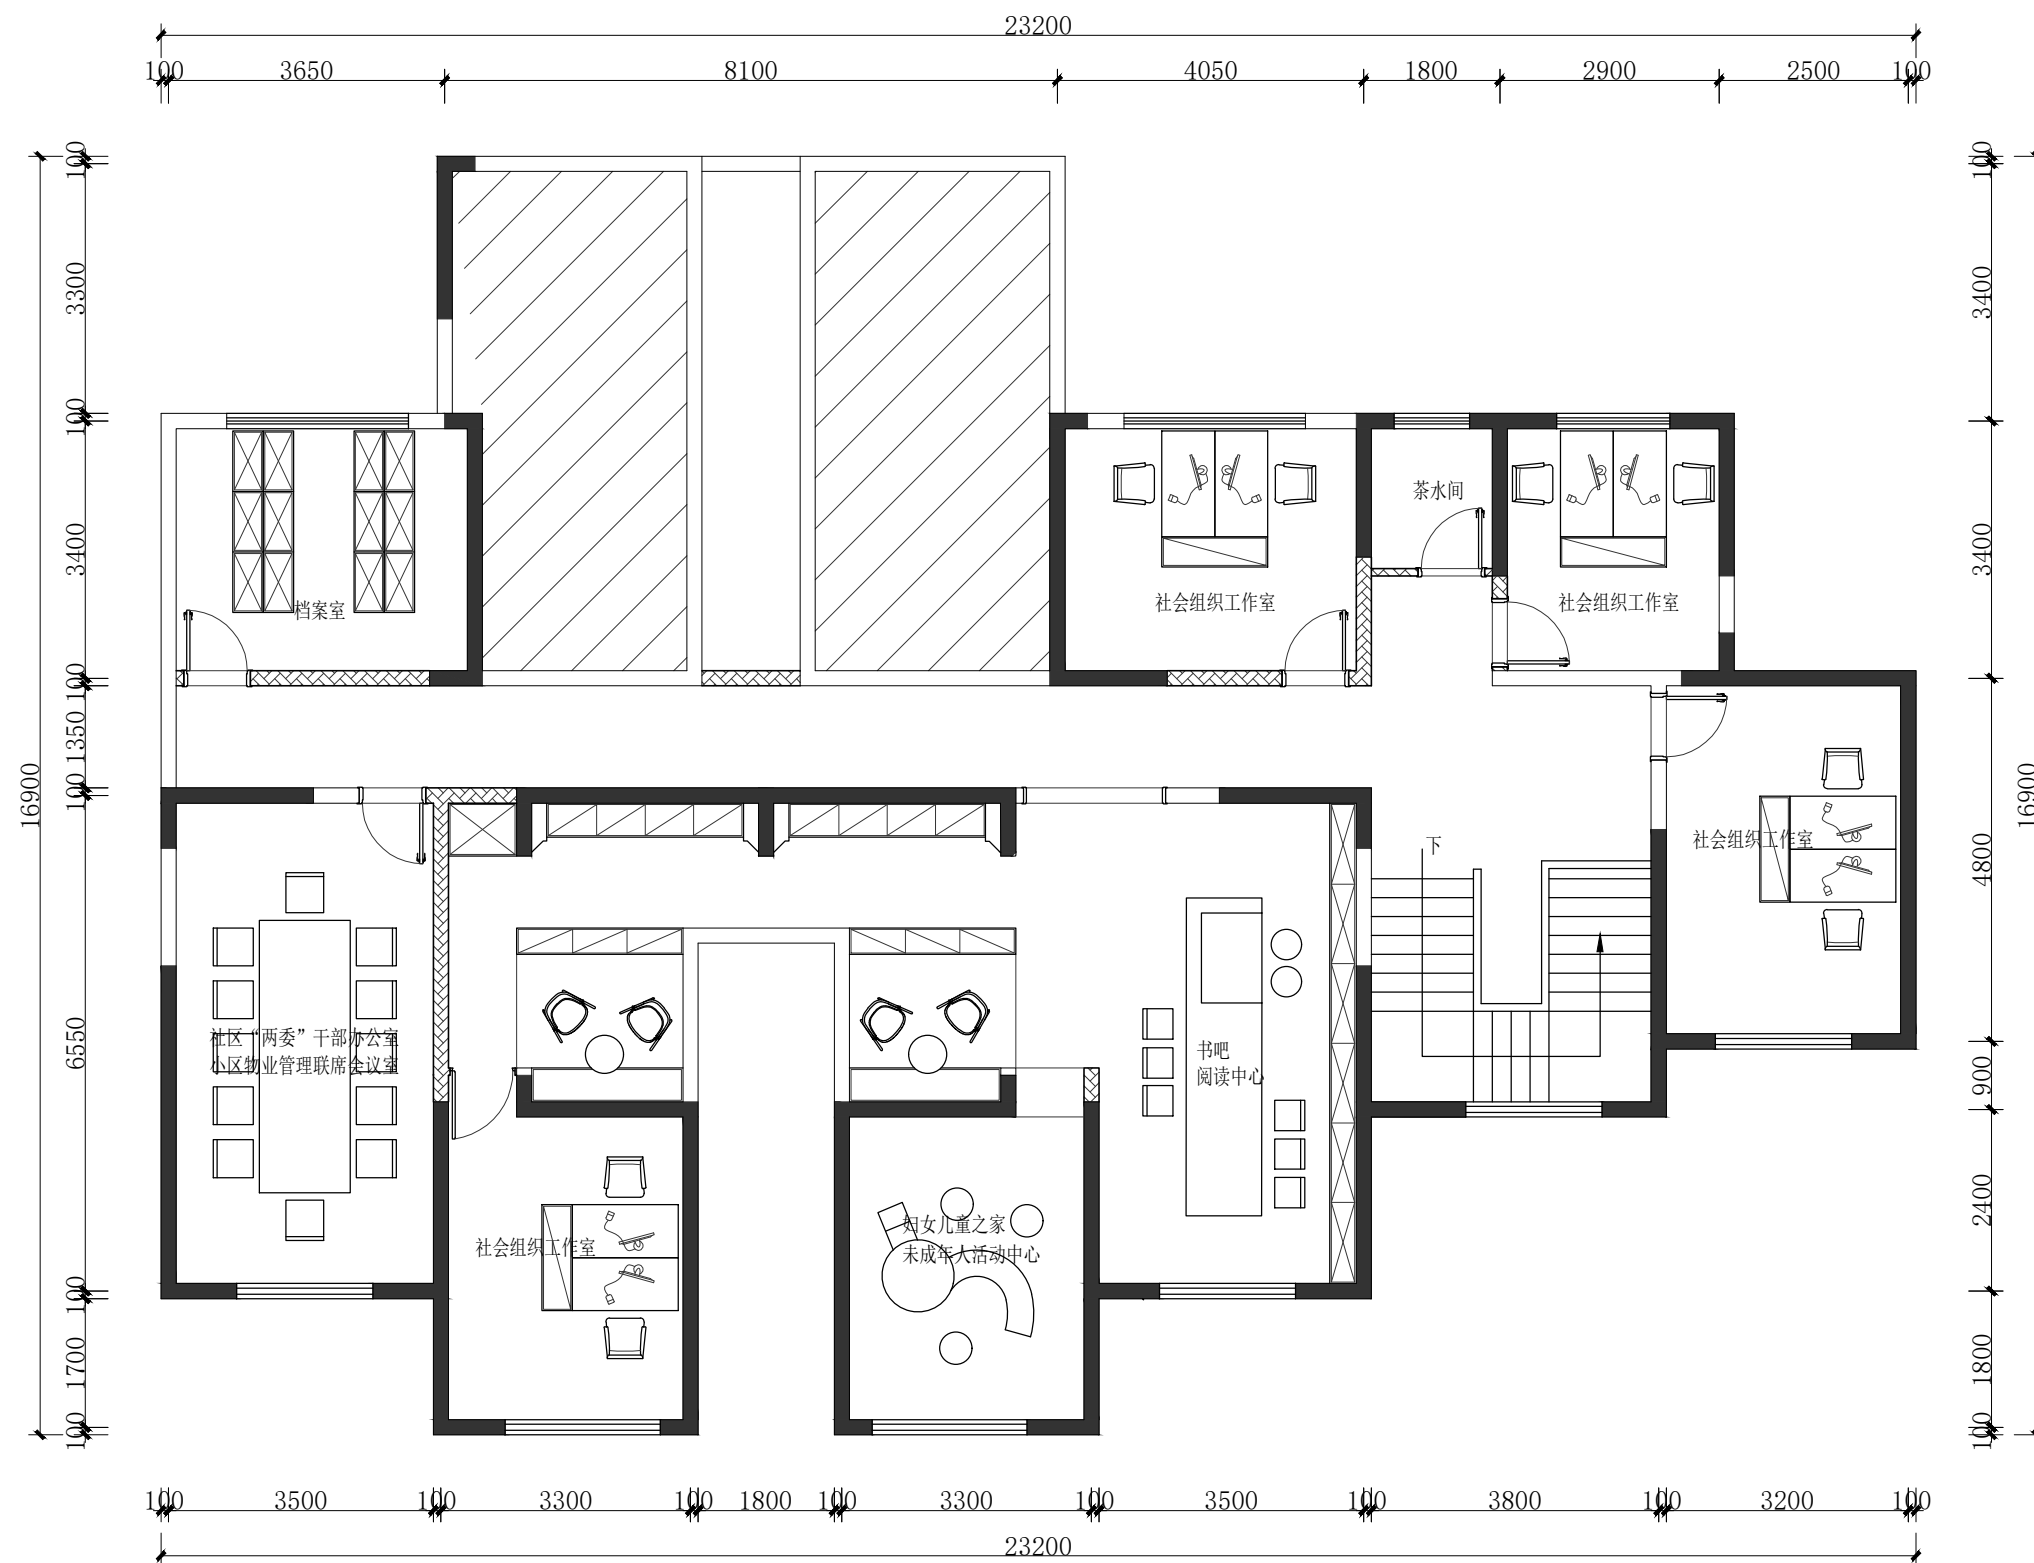 23200
100 3650 8100 4050 1800 2900 2500 100
100
3300
100
3400
100
1350
100
6550
100
1700
100
16900
100
3400
3400
4800
900
2400
1800
100
16900
茶水间
档案室
社会组织工作室
社会组织工作室
下
社会组织工作室
社区“两委”干部办公室
小区物业管理联席会议室
书吧
阅读中心
社会组织工作室
妇女儿童之家
未成年人活动中心
100 3500 100 3300 100 1800 100 3300 100 3500 100 3800 100 3200 100
23200